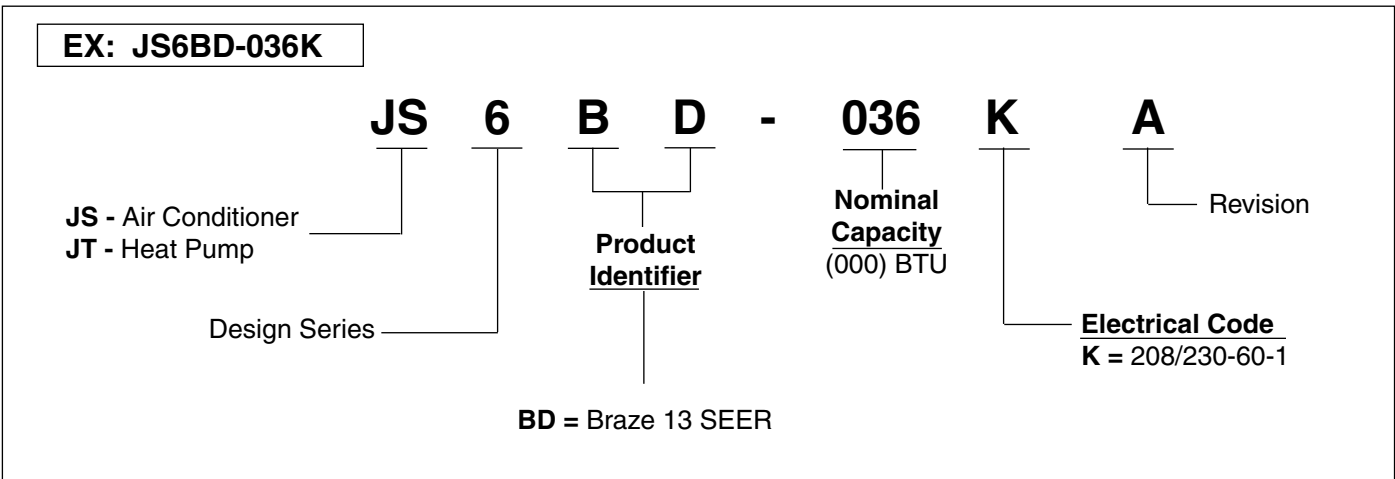 EX: JS6BD-036K
JS 6 B D - 036 K A
JS - Air Conditioner
JT - Heat Pump
Design Series
Product
Identifier
BD = Braze 13 SEER
Nominal
Capacity
(000) BTU
Electrical Code
K = 208/230-60-1
Revision